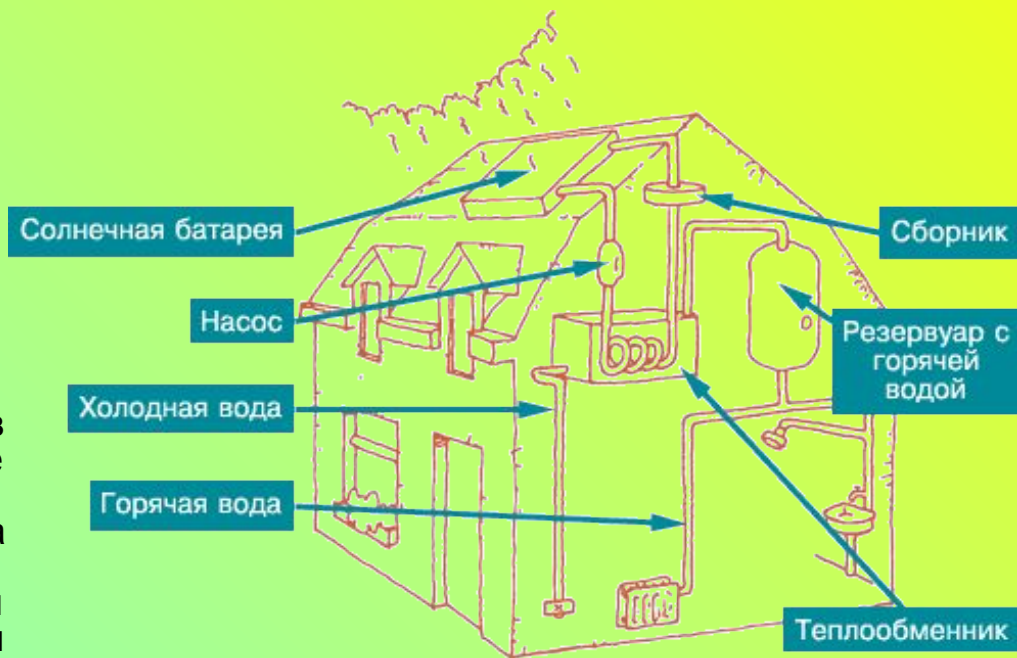 Солнечная батарея
Сборник
Насос
Резервуар с
горячей
водой
Холодная вода
в
е
Горячая вода
а
Теплообменник